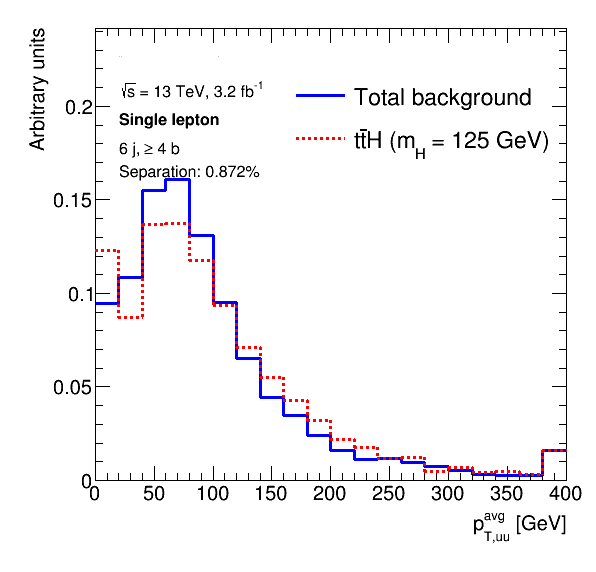 Arbitrary units
√s = 13 TeV, 3.2 fb⁻¹
Single lepton
6 j, ≥ 4 b
Separation: 0.872%
Total background
tt̄H (m_H = 125 GeV)
0.2
0.15
0.1
0.05
0
0 50 100 150 200 250 300 350 400
p_{T,uu}^{avg} [GeV]